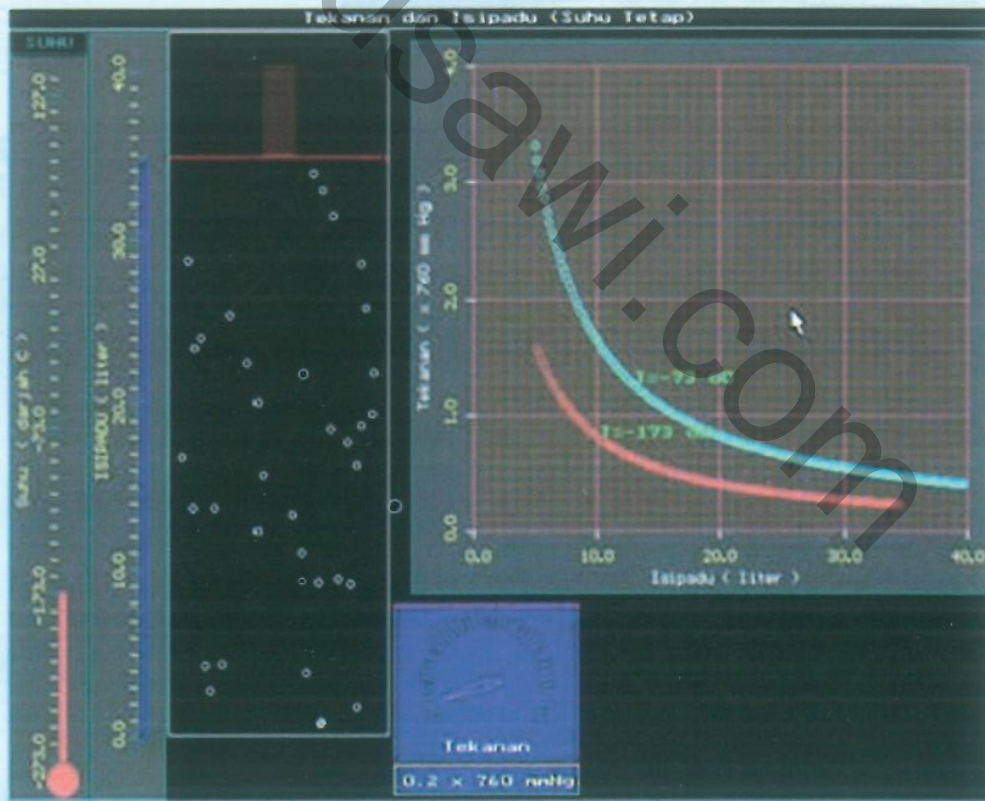 Tekanan dan Isipadu (Suhu Tetap)
SUHU
Suhu ( darjah C )
127.0
27.0
-73.0
-173.0
-273.0
ISIPADU ( liter )
40.0
30.0
20.0
10.0
0.0
Tekanan ( x 760 mm Hg )
4.0
3.0
2.0
1.0
0.0
T=-73
T=-173
0.0 10.0 20.0 30.0 40.0
Isipadu ( liter )
Tekanan
0.2 x 760 mmHg
sawi.com